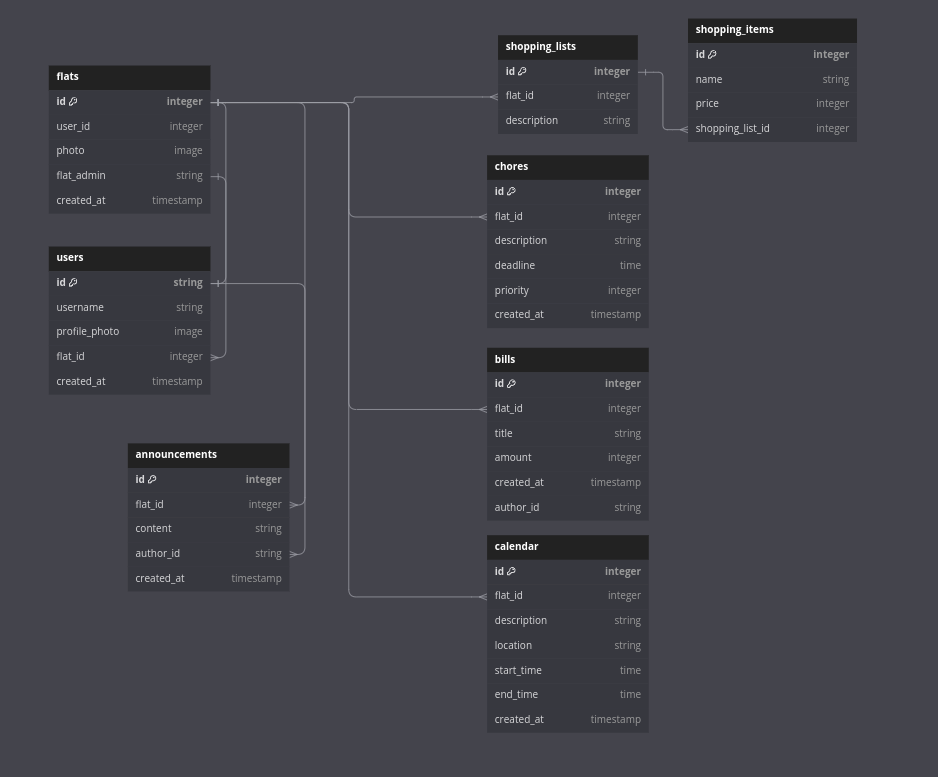 flats
id integer
user_id integer
photo image
flat_admin string
created_at timestamp
users
id string
username string
profile_photo image
flat_id integer
created_at timestamp
announcements
id integer
flat_id integer
content string
author_id string
created_at timestamp
shopping_lists
id integer
flat_id integer
description string
shopping_items
id integer
name string
price integer
shopping_list_id integer
chores
id integer
flat_id integer
description string
deadline time
priority integer
created_at timestamp
bills
id integer
flat_id integer
title string
amount integer
created_at timestamp
author_id string
calendar
id integer
flat_id integer
description string
location string
start_time time
end_time time
created_at timestamp